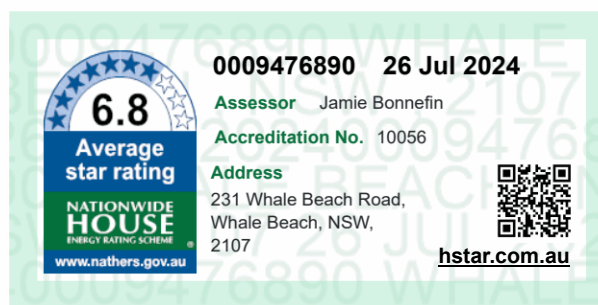 0009476890 26 Jul 2024
6.8
Average
star rating
NATIONWIDE
HOUSE
ENERGY RATING SCHEME ®
www.nathers.gov.au
Assessor Jamie Bonnefin
Accreditation No. 10056
Address
231 Whale Beach Road,
Whale Beach, NSW,
2107
hstar.com.au